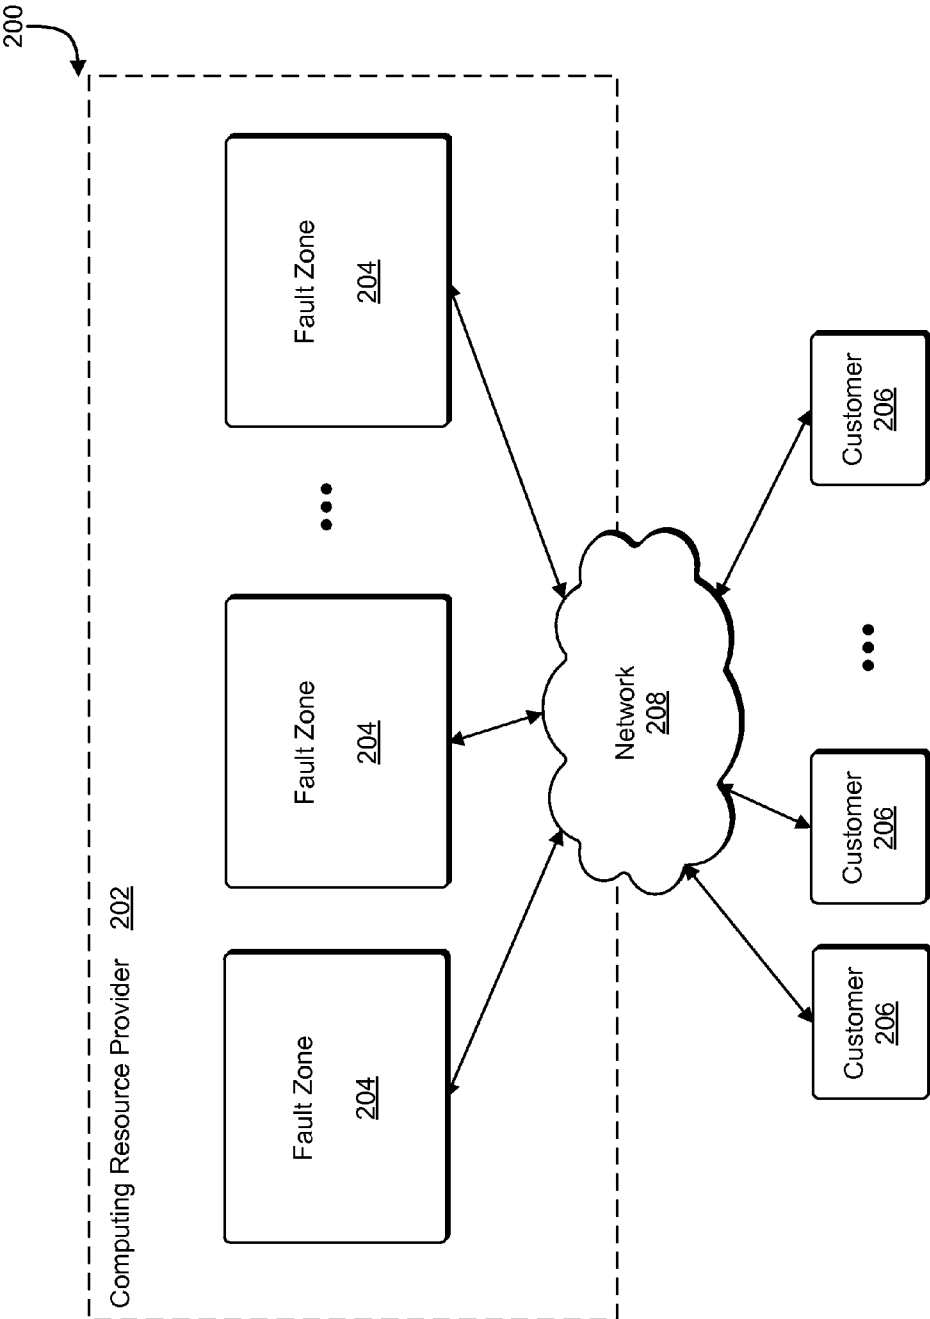 200
Computing Resource Provider 202
Fault Zone
204
Fault Zone
204
Fault Zone
204
Network
208
Customer
206
Customer
206
Customer
206